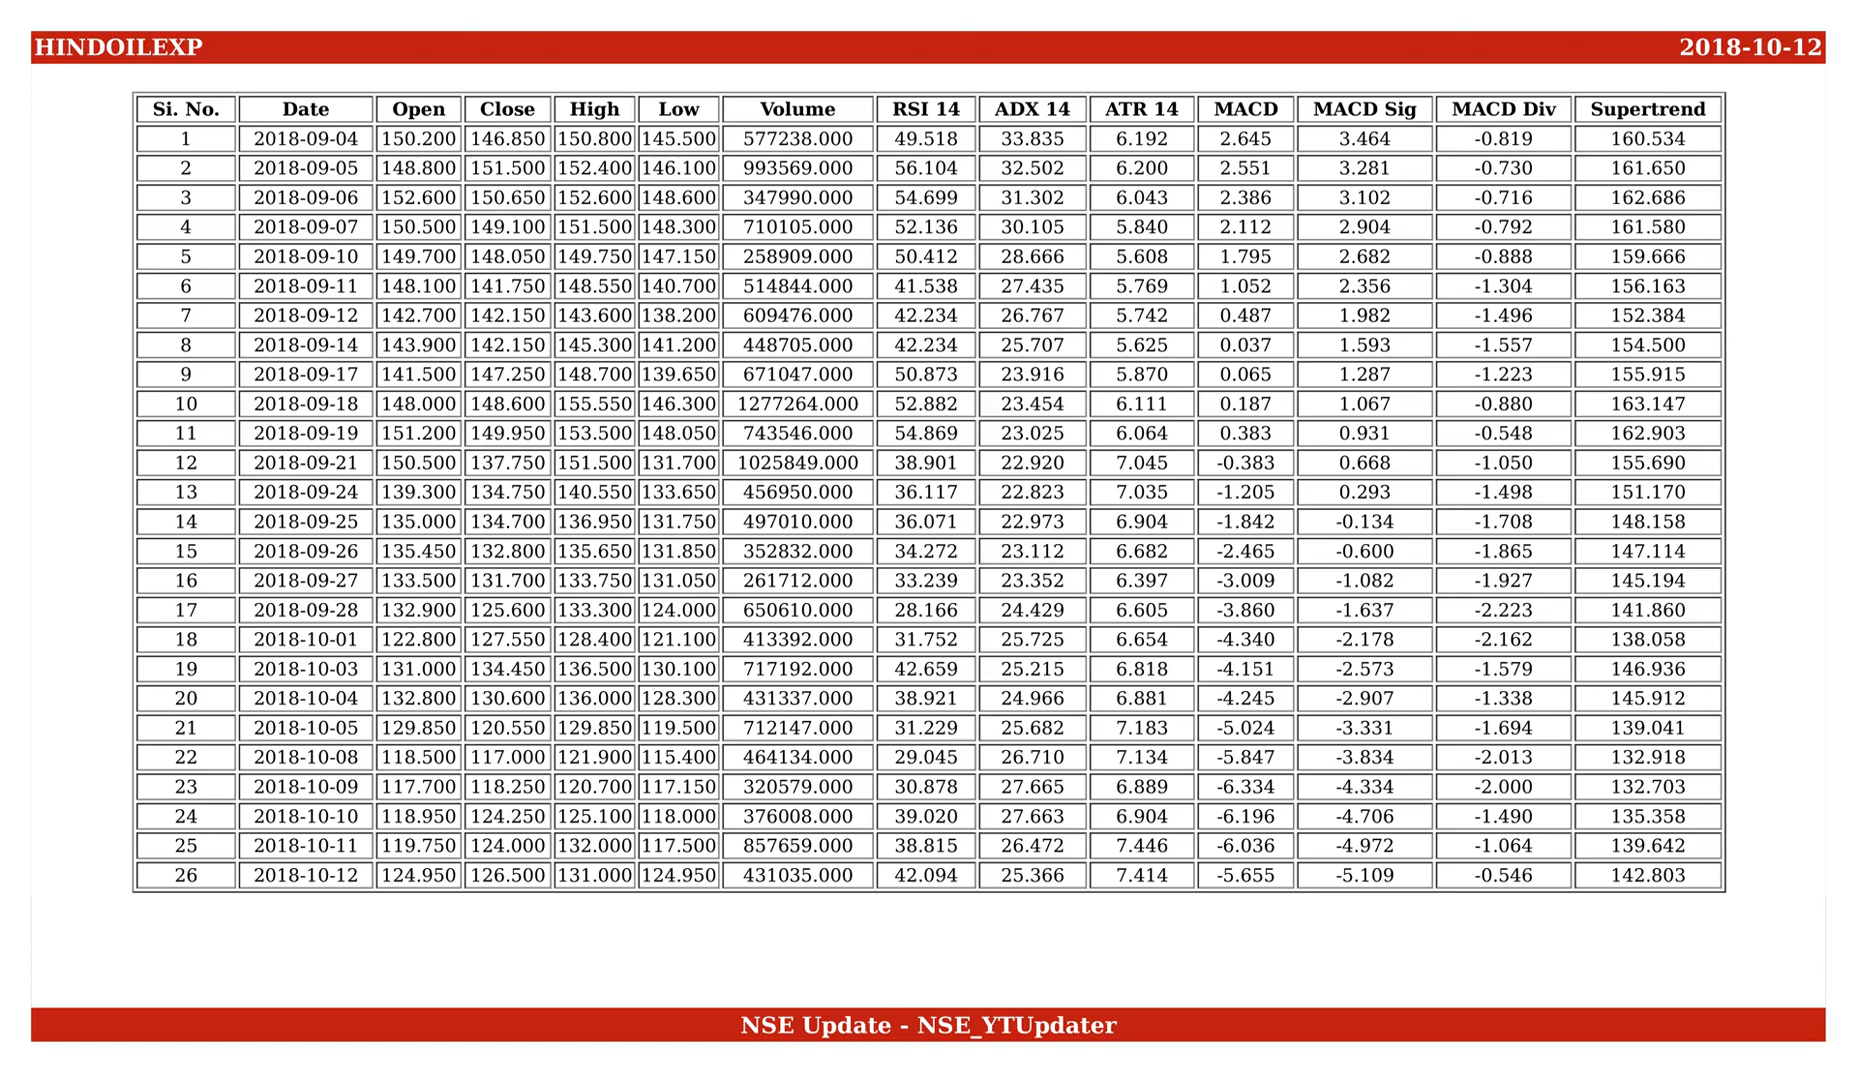 HINDOILEXP 2018-10-12
Si. No. Date Open Close High Low Volume RSI 14 ADX 14 ATR 14 MACD MACD Sig MACD Div Supertrend
1 2018-09-04 150.200 146.850 150.800 145.500 577238.000 49.518 33.835 6.192 2.645 3.464 -0.819 160.534
2 2018-09-05 148.800 151.500 152.400 146.100 993569.000 56.104 32.502 6.200 2.551 3.281 -0.730 161.650
3 2018-09-06 152.600 150.650 152.600 148.600 347990.000 54.699 31.302 6.043 2.386 3.102 -0.716 162.686
4 2018-09-07 150.500 149.100 151.500 148.300 710105.000 52.136 30.105 5.840 2.112 2.904 -0.792 161.580
5 2018-09-10 149.700 148.050 149.750 147.150 258909.000 50.412 28.666 5.608 1.795 2.682 -0.888 159.666
6 2018-09-11 148.100 141.750 148.550 140.700 514844.000 41.538 27.435 5.769 1.052 2.356 -1.304 156.163
7 2018-09-12 142.700 142.150 143.600 138.200 609476.000 42.234 26.767 5.742 0.487 1.982 -1.496 152.384
8 2018-09-14 143.900 142.150 145.300 141.200 448705.000 42.234 25.707 5.625 0.037 1.593 -1.557 154.500
9 2018-09-17 141.500 147.250 148.700 139.650 671047.000 50.873 23.916 5.870 0.065 1.287 -1.223 155.915
10 2018-09-18 148.000 148.600 155.550 146.300 1277264.000 52.882 23.454 6.111 0.187 1.067 -0.880 163.147
11 2018-09-19 151.200 149.950 153.500 148.050 743546.000 54.869 23.025 6.064 0.383 0.931 -0.548 162.903
12 2018-09-21 150.500 137.750 151.500 131.700 1025849.000 38.901 22.920 7.045 -0.383 0.668 -1.050 155.690
13 2018-09-24 139.300 134.750 140.550 133.650 456950.000 36.117 22.823 7.035 -1.205 0.293 -1.498 151.170
14 2018-09-25 135.000 134.700 136.950 131.750 497010.000 36.071 22.973 6.904 -1.842 -0.134 -1.708 148.158
15 2018-09-26 135.450 132.800 135.650 131.850 352832.000 34.272 23.112 6.682 -2.465 -0.600 -1.865 147.114
16 2018-09-27 133.500 131.700 133.750 131.050 261712.000 33.239 23.352 6.397 -3.009 -1.082 -1.927 145.194
17 2018-09-28 132.900 125.600 133.300 124.000 650610.000 28.166 24.429 6.605 -3.860 -1.637 -2.223 141.860
18 2018-10-01 122.800 127.550 128.400 121.100 413392.000 31.752 25.725 6.654 -4.340 -2.178 -2.162 138.058
19 2018-10-03 131.000 134.450 136.500 130.100 717192.000 42.659 25.215 6.818 -4.151 -2.573 -1.579 146.936
20 2018-10-04 132.800 130.600 136.000 128.300 431337.000 38.921 24.966 6.881 -4.245 -2.907 -1.338 145.912
21 2018-10-05 129.850 120.550 129.850 119.500 712147.000 31.229 25.682 7.183 -5.024 -3.331 -1.694 139.041
22 2018-10-08 118.500 117.000 121.900 115.400 464134.000 29.045 26.710 7.134 -5.847 -3.834 -2.013 132.918
23 2018-10-09 117.700 118.250 120.700 117.150 320579.000 30.878 27.665 6.889 -6.334 -4.334 -2.000 132.703
24 2018-10-10 118.950 124.250 125.100 118.000 376008.000 39.020 27.663 6.904 -6.196 -4.706 -1.490 135.358
25 2018-10-11 119.750 124.000 132.000 117.500 857659.000 38.815 26.472 7.446 -6.036 -4.972 -1.064 139.642
26 2018-10-12 124.950 126.500 131.000 124.950 431035.000 42.094 25.366 7.414 -5.655 -5.109 -0.546 142.803
NSE Update - NSE_YTUpdater